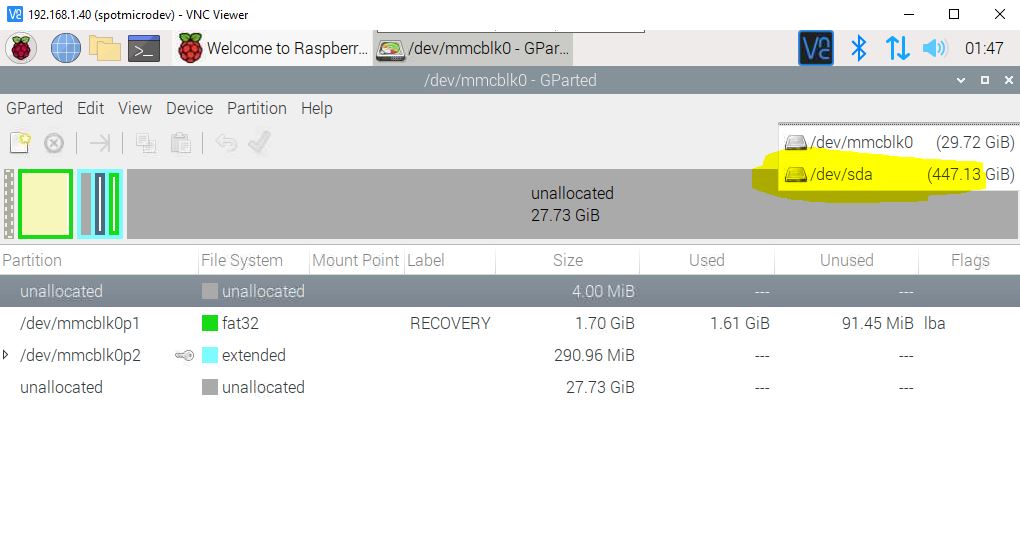 192.168.1.40 (spotmicrodev) - VNC Viewer
Welcome to Raspberr... /dev/mmcblk0 - GPar... 01:47
/dev/mmcblk0 - GParted
GParted Edit View Device Partition Help
/dev/mmcblk0 (29.72 GiB)
/dev/sda (447.13 GiB)
unallocated
27.73 GiB
Partition File System Mount Point Label Size Used Unused Flags
unallocated unallocated 4.00 MiB --- ---
/dev/mmcblk0p1 fat32 RECOVERY 1.70 GiB 1.61 GiB 91.45 MiB lba
/dev/mmcblk0p2 extended 290.96 MiB --- ---
unallocated unallocated 27.73 GiB --- ---